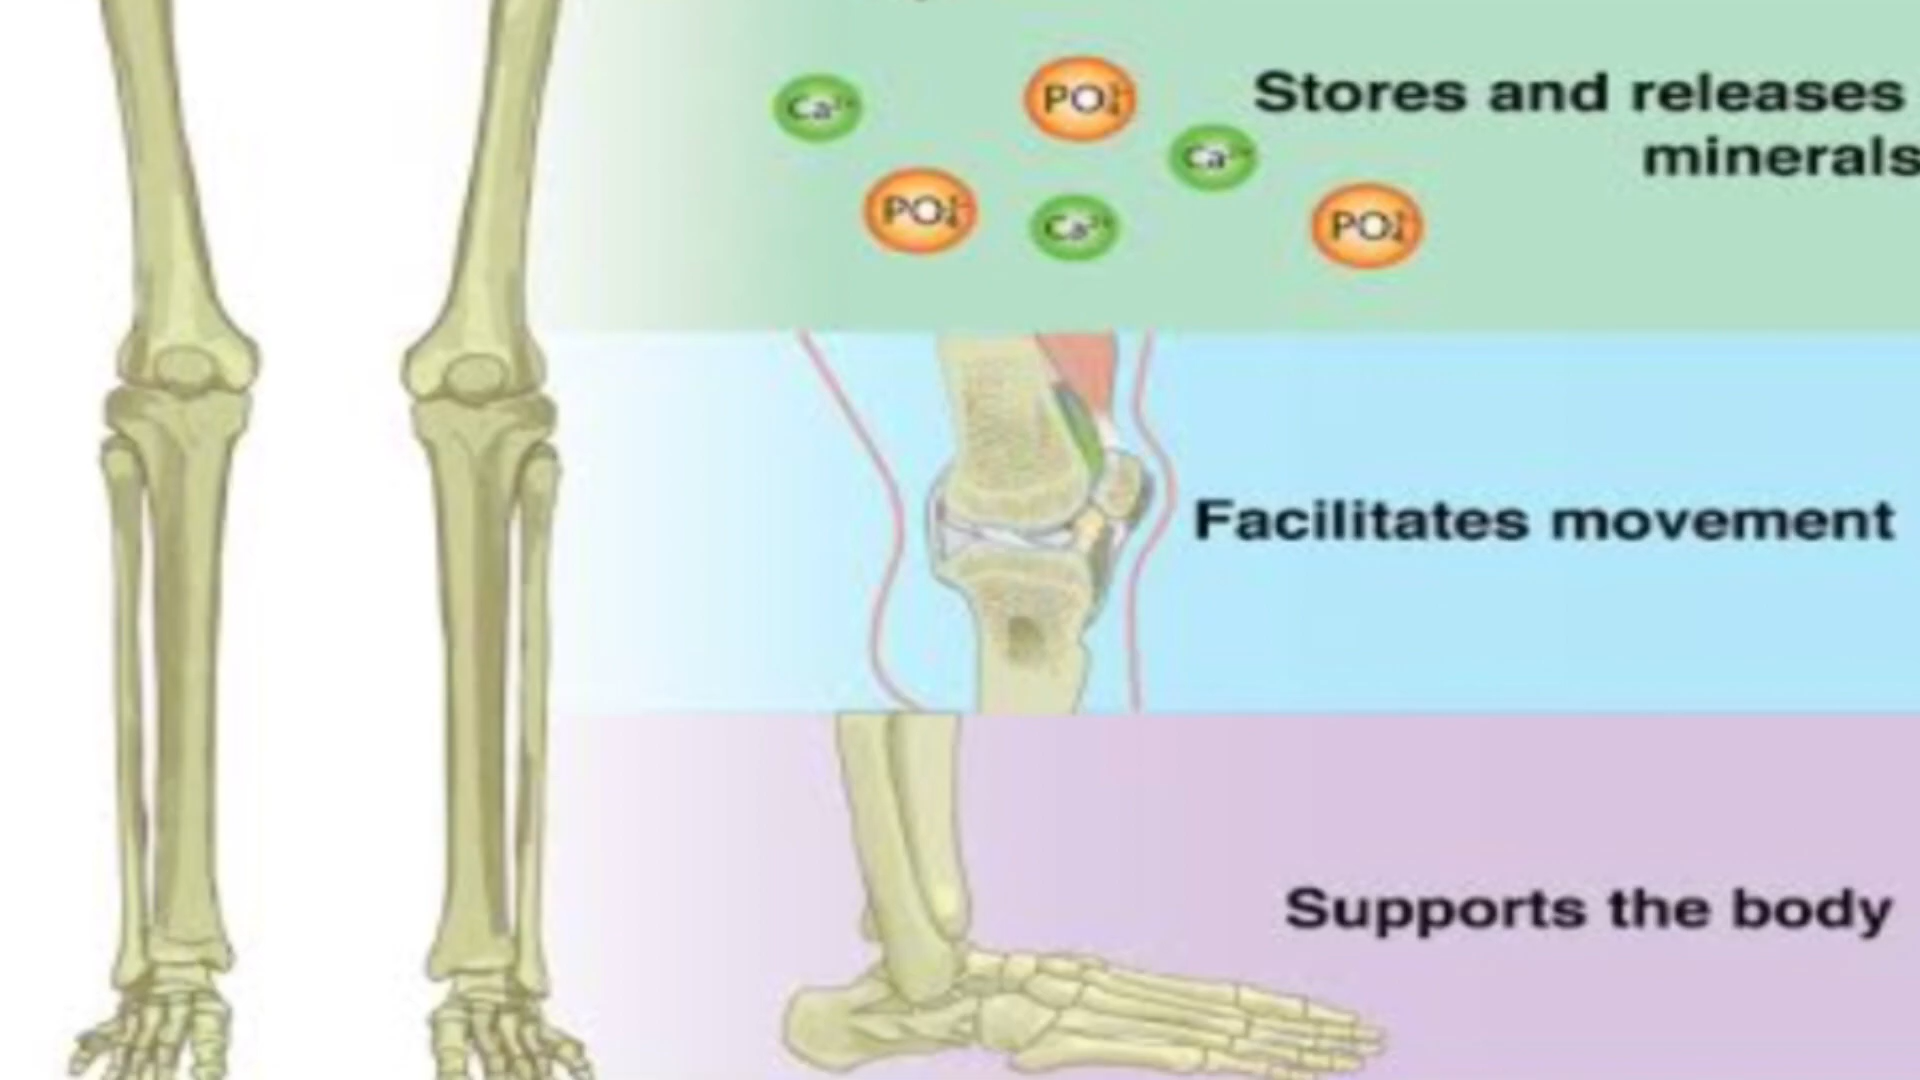 Ca²⁺
PO₄³⁻
Stores and releases
Ca²⁺
minerals
PO₄³⁻
Ca²⁺
PO₄³⁻
Facilitates movement
Supports the body